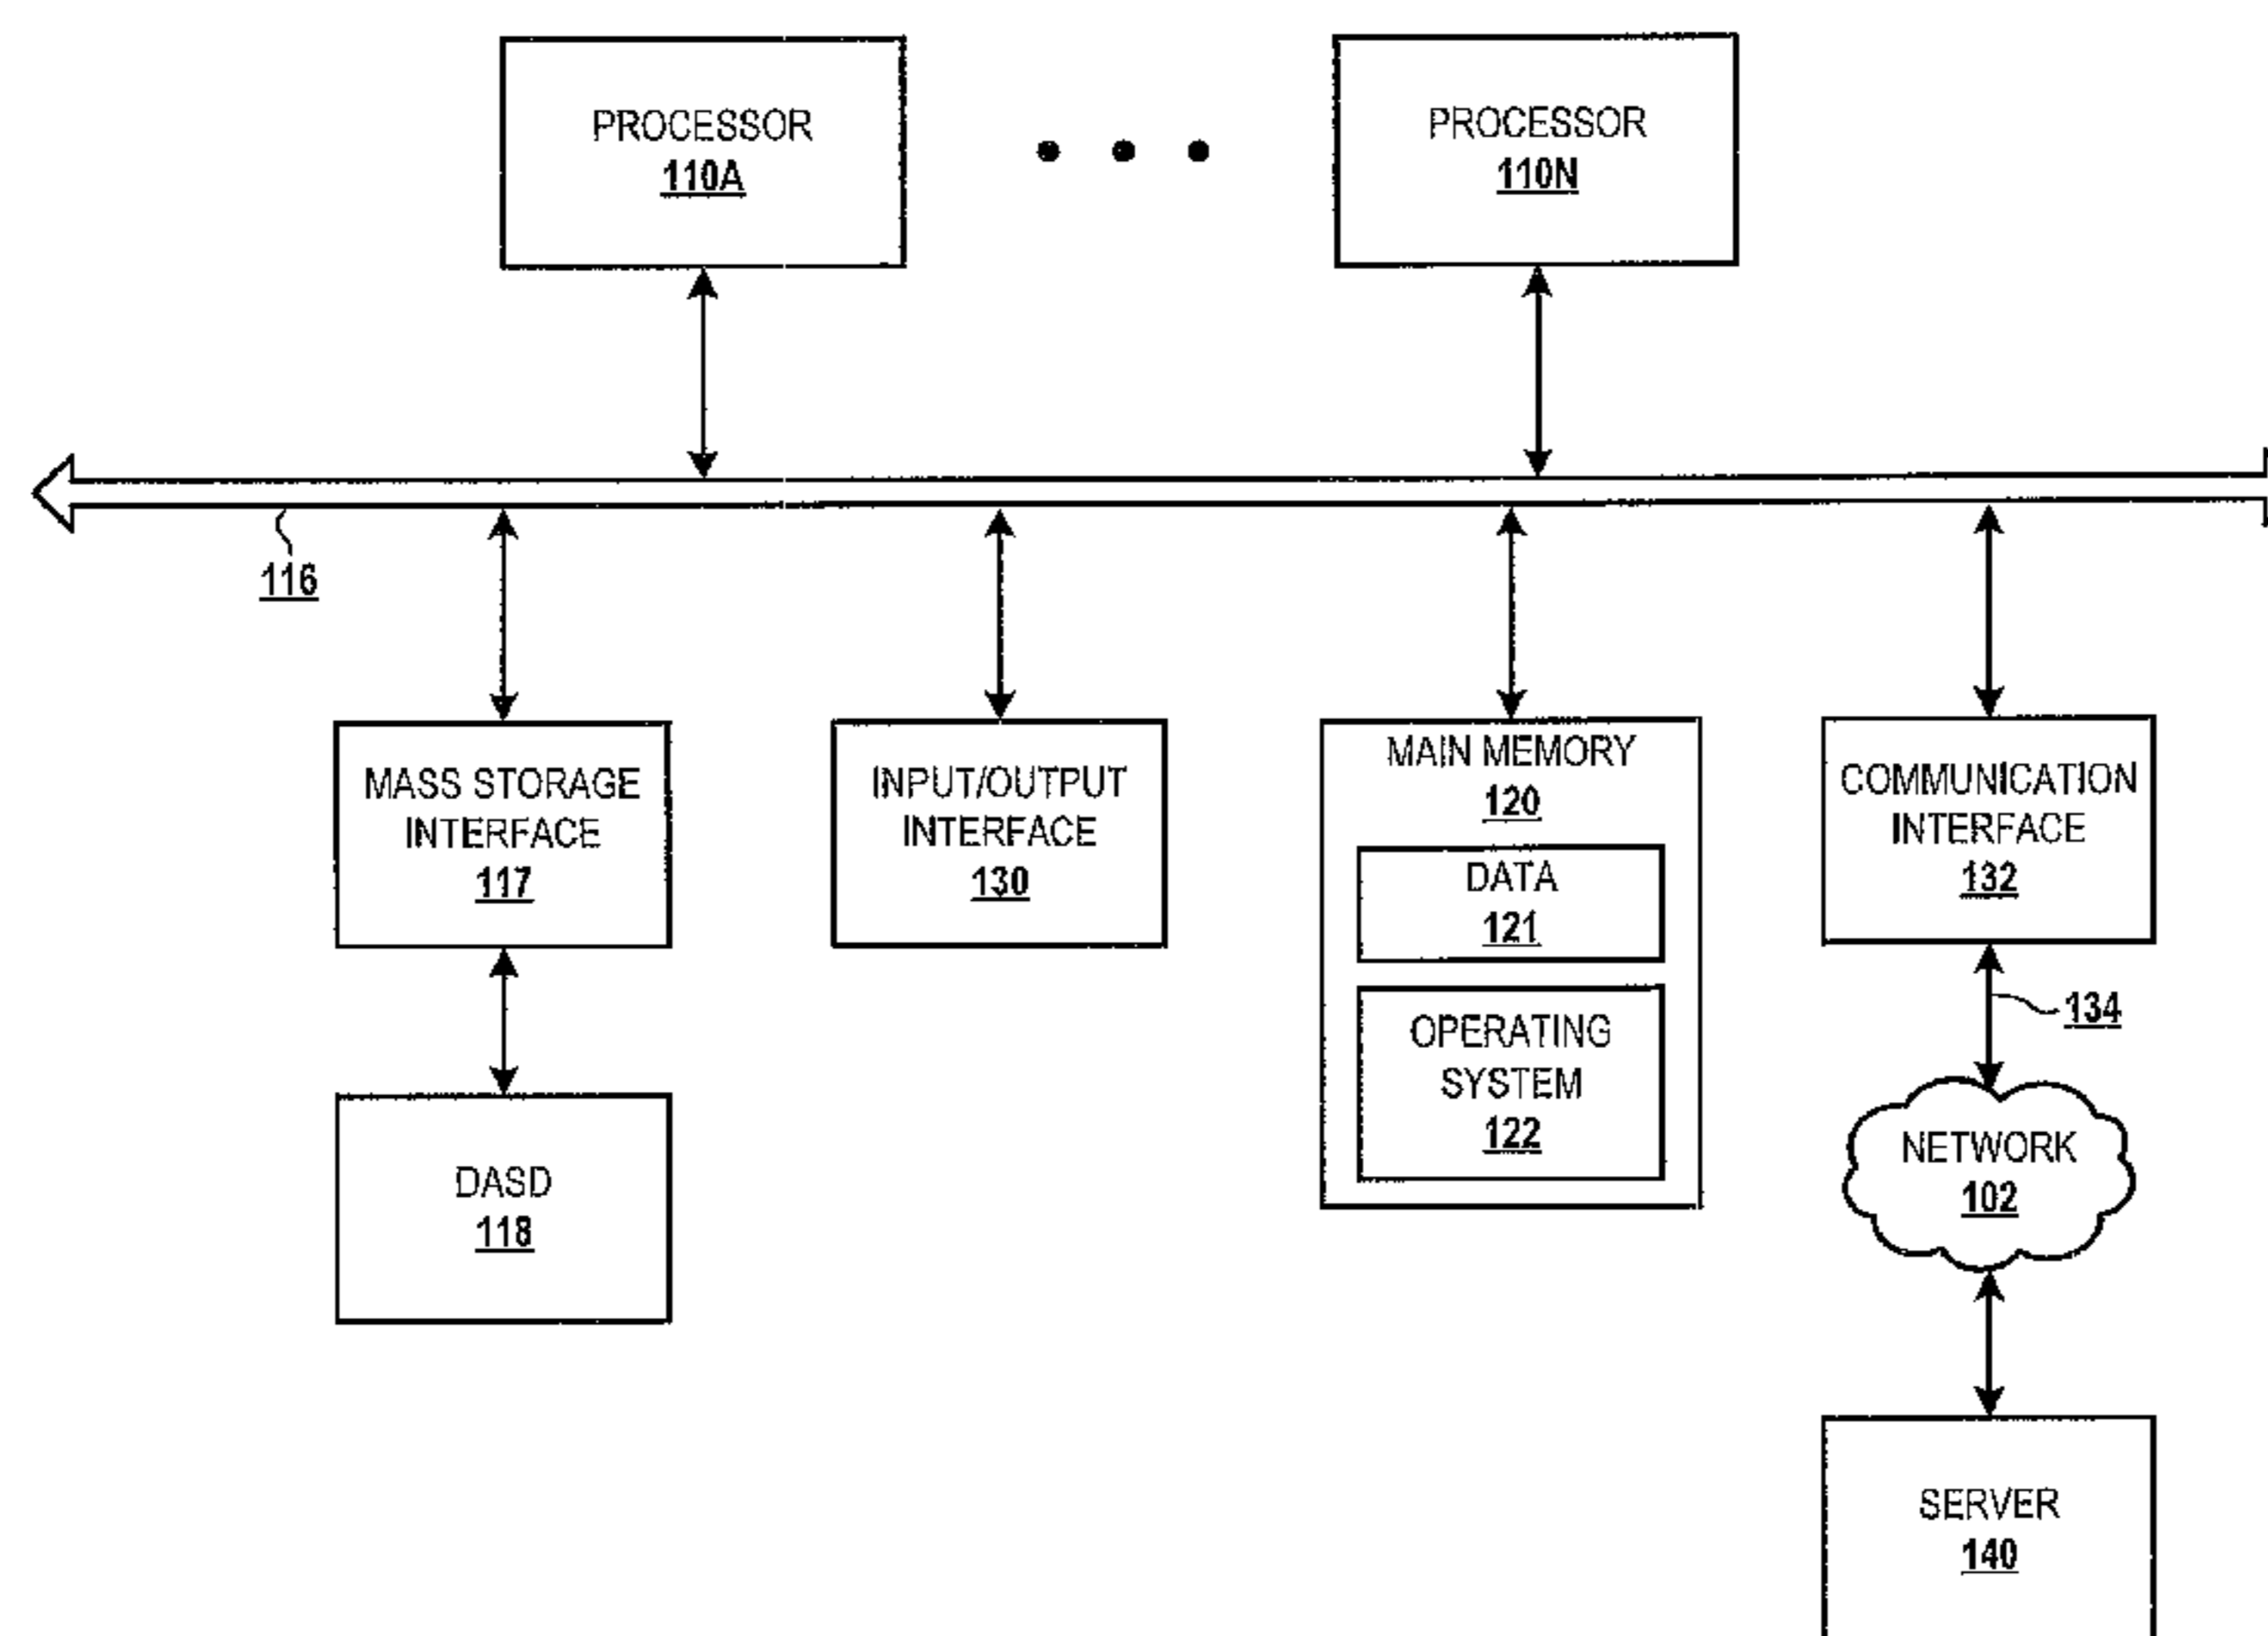 PROCESSOR
110A
PROCESSOR
110N
116
MASS STORAGE
INTERFACE
117
INPUT/OUTPUT
INTERFACE
130
MAIN MEMORY
120
DATA
121
OPERATING
SYSTEM
122
COMMUNICATION
INTERFACE
132
134
DASD
118
NETWORK
102
SERVER
140